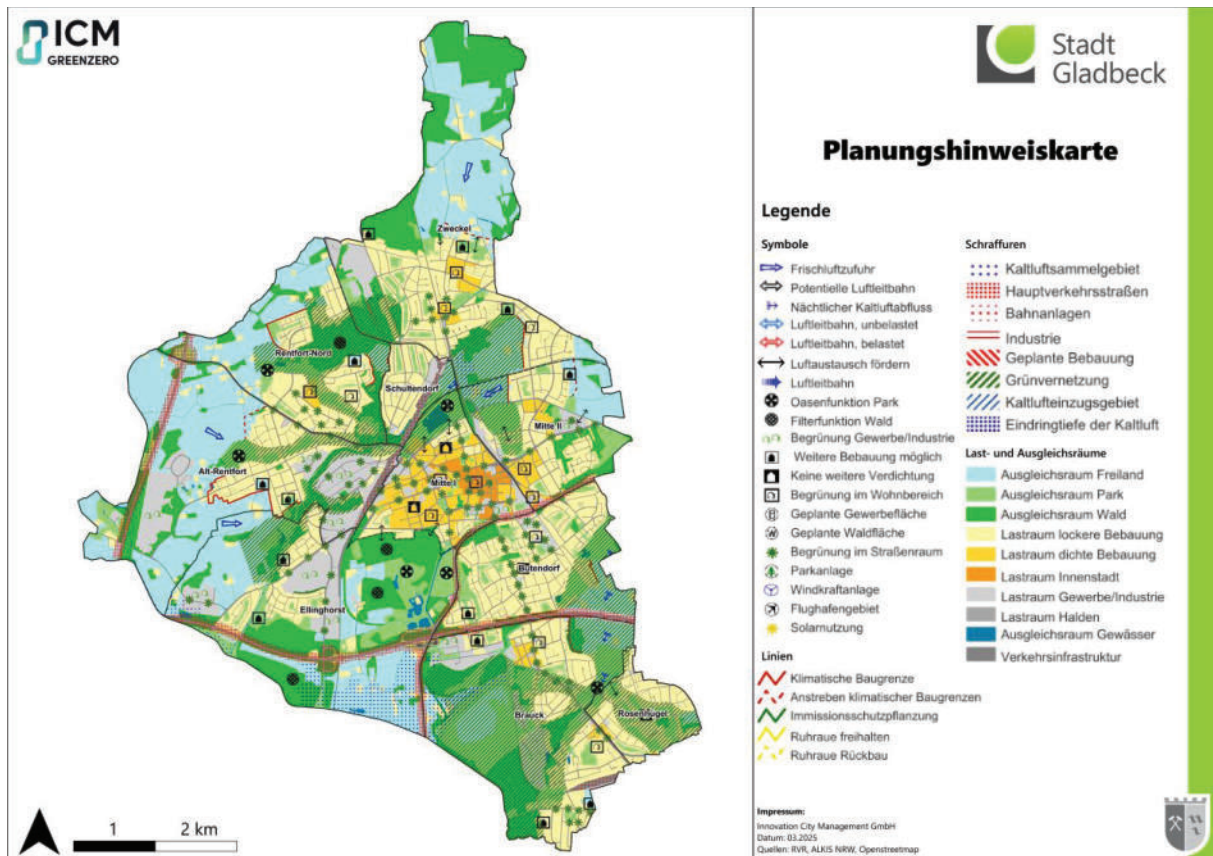 ICM
GREENZERO
Stadt
Gladbeck
Planungshinweiskarte
Legende
Symbole
Frischluftzufuhr
Potentielle Luftleitbahn
Nächtlicher Kaltluftabfluss
Luftleitbahn, unbelastet
Luftleitbahn, belastet
Luftaustausch fördern
Luftleitbahn
Oasenfunktion Park
Filterfunktion Wald
Begrünung Gewerbe/Industrie
Weitere Bebauung möglich
Keine weitere Verdichtung
Begrünung im Wohnbereich
Geplante Gewerbefläche
Geplante Waldfläche
Begrünung im Straßenraum
Parkanlage
Windkraftanlage
Flughafengebiet
Solarnutzung
Linien
Klimatische Baugrenze
Anstreben klimatischer Baugrenzen
Immissionsschutzpflanzung
Ruhraue freihalten
Ruhraue Rückbau
Schraffuren
Kaltluftsammelgebiet
Hauptverkehrsstraßen
Bahnanlagen
Industrie
Geplante Bebauung
Grünvernetzung
Kaltlufteinzugsgebiet
Eindringtiefe der Kaltluft
Last- und Ausgleichsräume
Ausgleichsraum Freiland
Ausgleichsraum Park
Ausgleichsraum Wald
Lastraum lockere Bebauung
Lastraum dichte Bebauung
Lastraum Innenstadt
Lastraum Gewerbe/Industrie
Lastraum Halden
Ausgleichsraum Gewässer
Verkehrsinfrastruktur
Zweckel
Rentfort-Nord
Schultendorf
Mitte II
Alt-Rentfort
Mitte I
Butendorf
Ellinghorst
Brauck
Rosenhügel
1 2 km
Impressum:
Innovation City Management GmbH
Datum: 03.2025
Quellen: RVR, ALKIS NRW, Openstreetmap